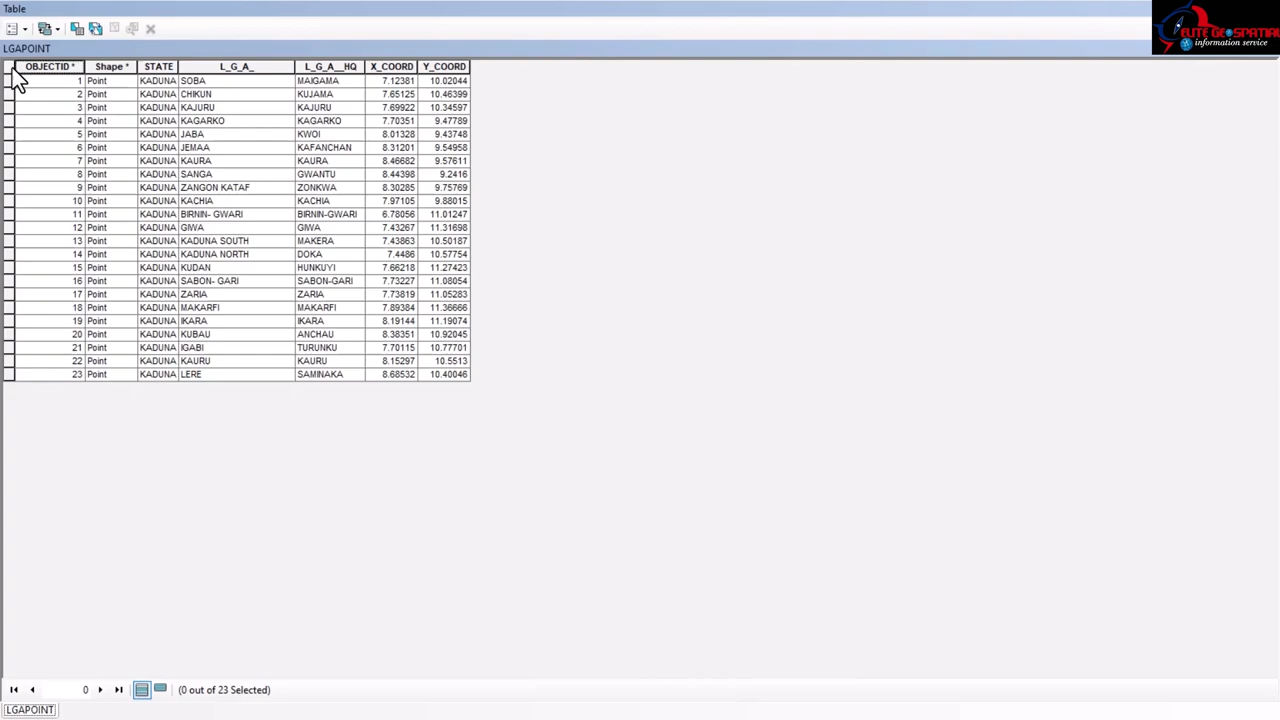 Table
ELITE GEOSPATIAL
information service
LGAPOINT
OBJECTID * Shape * STATE L_G_A_ L_G_A__HQ X_COORD Y_COORD
1 Point KADUNA SOBA MAIGAMA 7.12381 10.02044
2 Point KADUNA CHIKUN KUJAMA 7.65125 10.46399
3 Point KADUNA KAJURU KAJURU 7.69922 10.34597
4 Point KADUNA KAGARKO KAGARKO 7.70351 9.47789
5 Point KADUNA JABA KWOI 8.01328 9.43748
6 Point KADUNA JEMAA KAFANCHAN 8.31201 9.54958
7 Point KADUNA KAURA KAURA 8.46682 9.57611
8 Point KADUNA SANGA GWANTU 8.44398 9.2416
9 Point KADUNA ZANGON KATAF ZONKWA 8.30285 9.75769
10 Point KADUNA KACHIA KACHIA 7.97105 9.88015
11 Point KADUNA BIRNIN- GWARI BIRNIN-GWARI 6.78056 11.01247
12 Point KADUNA GIWA GIWA 7.43267 11.31698
13 Point KADUNA KADUNA SOUTH MAKERA 7.43863 10.50187
14 Point KADUNA KADUNA NORTH DOKA 7.4486 10.57754
15 Point KADUNA KUDAN HUNKUYI 7.66218 11.27423
16 Point KADUNA SABON- GARI SABON-GARI 7.73227 11.08054
17 Point KADUNA ZARIA ZARIA 7.73819 11.05283
18 Point KADUNA MAKARFI MAKARFI 7.89384 11.36666
19 Point KADUNA IKARA IKARA 8.19144 11.19074
20 Point KADUNA KUBAU ANCHAU 8.38351 10.92045
21 Point KADUNA IGABI TURUNKU 7.70115 10.77701
22 Point KADUNA KAURU KAURU 8.15297 10.5513
23 Point KADUNA LERE SAMINAKA 8.68532 10.40046
0 (0 out of 23 Selected)
LGAPOINT